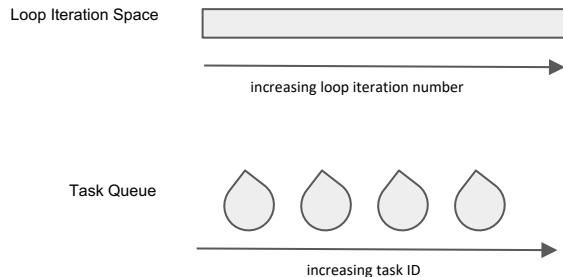 Loop Iteration Space
increasing loop iteration number
Task Queue
increasing task ID